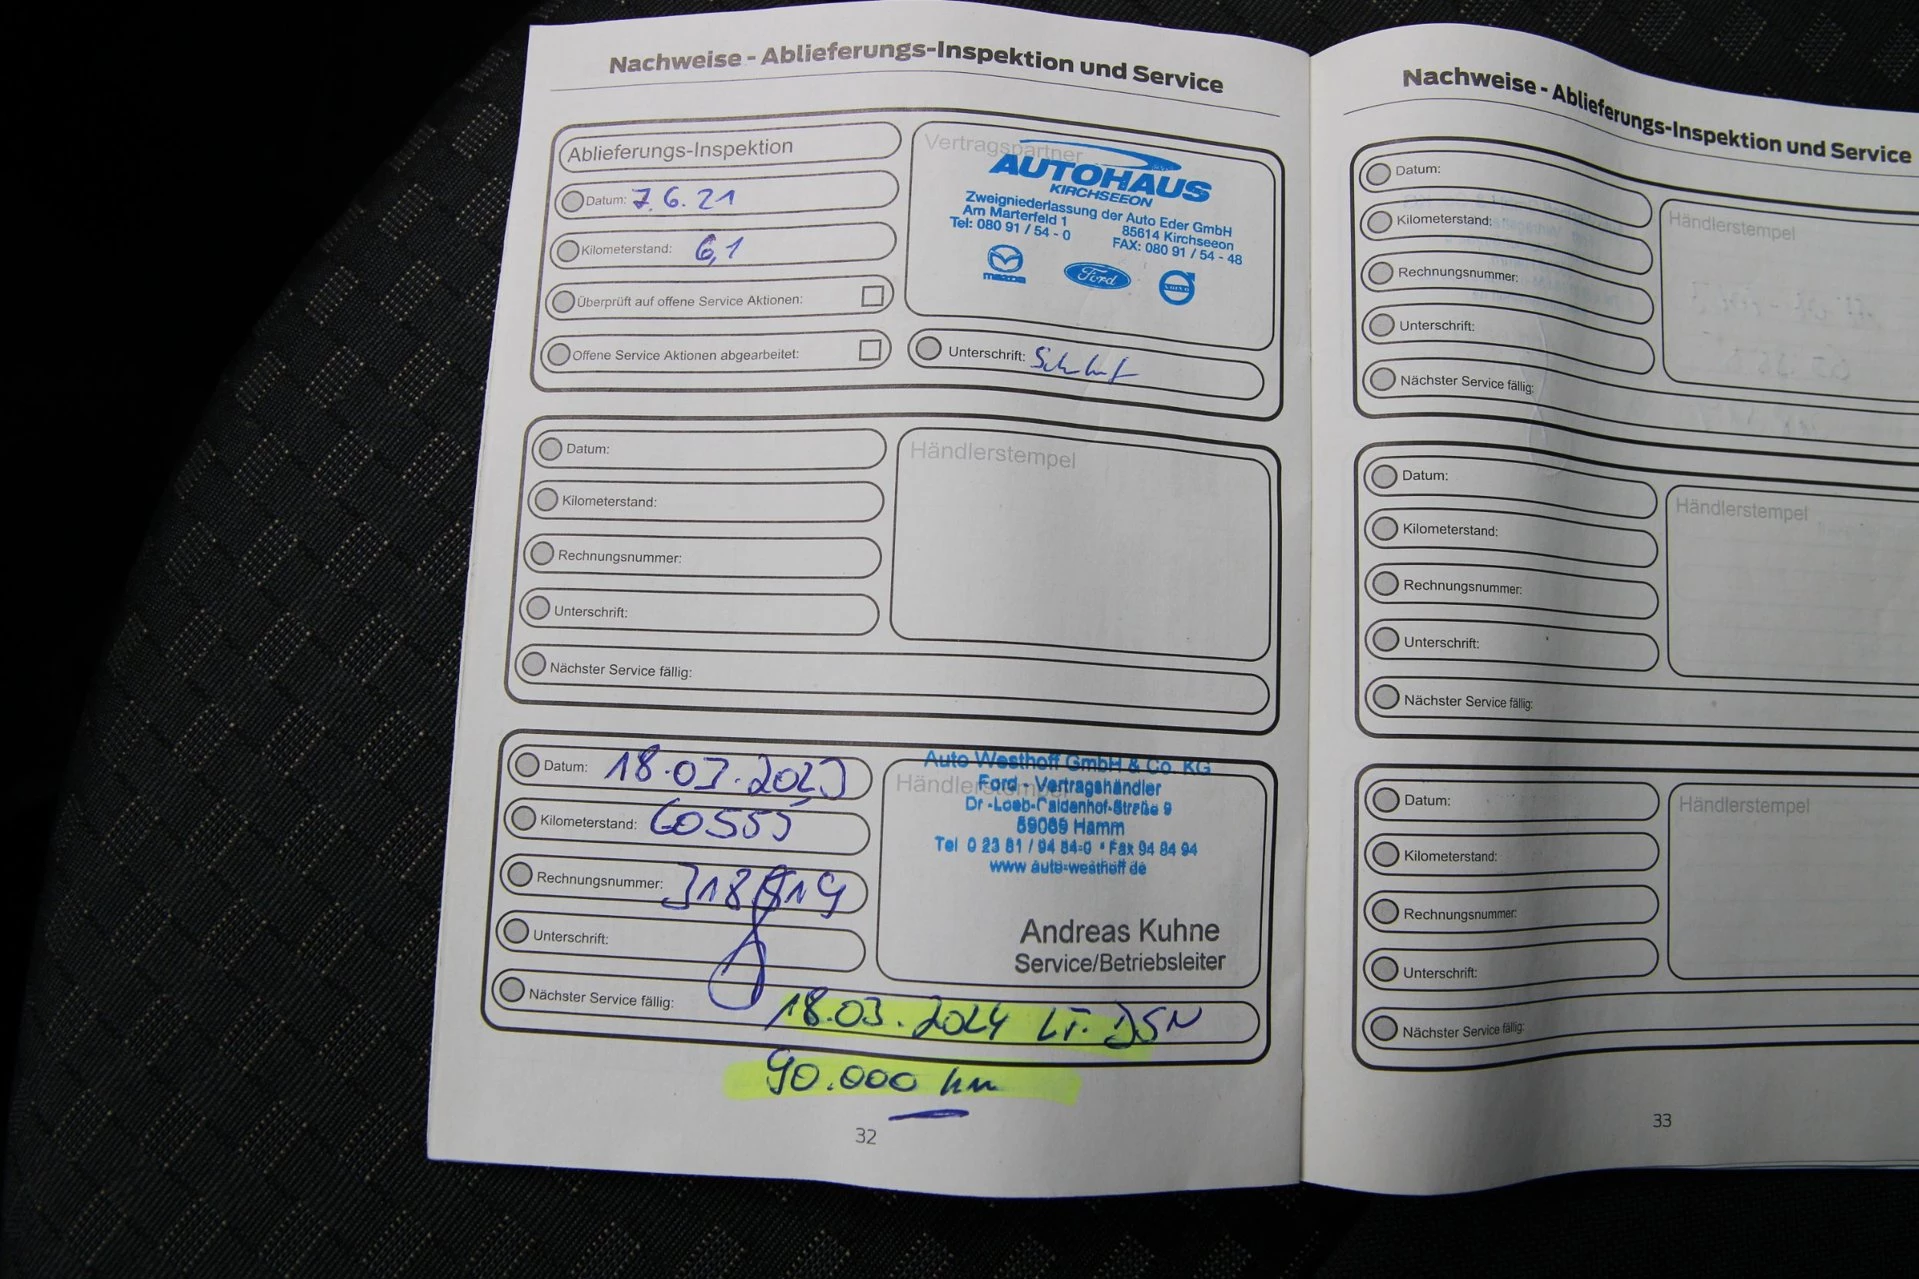 Nachweise - Ablieferungs-Inspektion und Service
Ablieferungs-Inspektion
Datum: 7.6.21
Kilometerstand: 6,1
Überprüft auf offene Service Aktionen:
Offene Service Aktionen abgearbeitet:
Vertragspartner
AUTOHAUS
KIRCHSEEON
Zweigniederlassung der Auto Eder GmbH
Am Marterfeld 1 85614 Kirchseeon
Tel: 080 91 / 54 - 0 FAX: 080 91 / 54 - 48
mazda Ford VOLVO
Unterschrift:
Datum:
Kilometerstand:
Rechnungsnummer:
Unterschrift:
Nächster Service fällig:
Händlerstempel
Datum: 18.03.2023
Kilometerstand: 60555
Rechnungsnummer:
Unterschrift:
Nächster Service fällig: 18.03.2024 LT. DSN
90.000 km
Auto Westhoff GmbH & Co. KG
Händlerstempel
Ford - Vertragshändler
Dr.-Loeb-Caldenhof-Straße 9
59069 Hamm
Tel 0 23 81 / 94 84-0 * Fax 94 84 94
www auto-westhoff de
Andreas Kuhne
Service/Betriebsleiter
32
Nachweise - Ablieferungs-Inspektion und Service
Datum:
Kilometerstand:
Rechnungsnummer:
Unterschrift:
Nächster Service fällig:
Händlerstempel
Datum:
Kilometerstand:
Rechnungsnummer:
Unterschrift:
Nächster Service fällig:
Händlerstempel
Datum:
Kilometerstand:
Rechnungsnummer:
Unterschrift:
Nächster Service fällig:
Händlerstempel
33